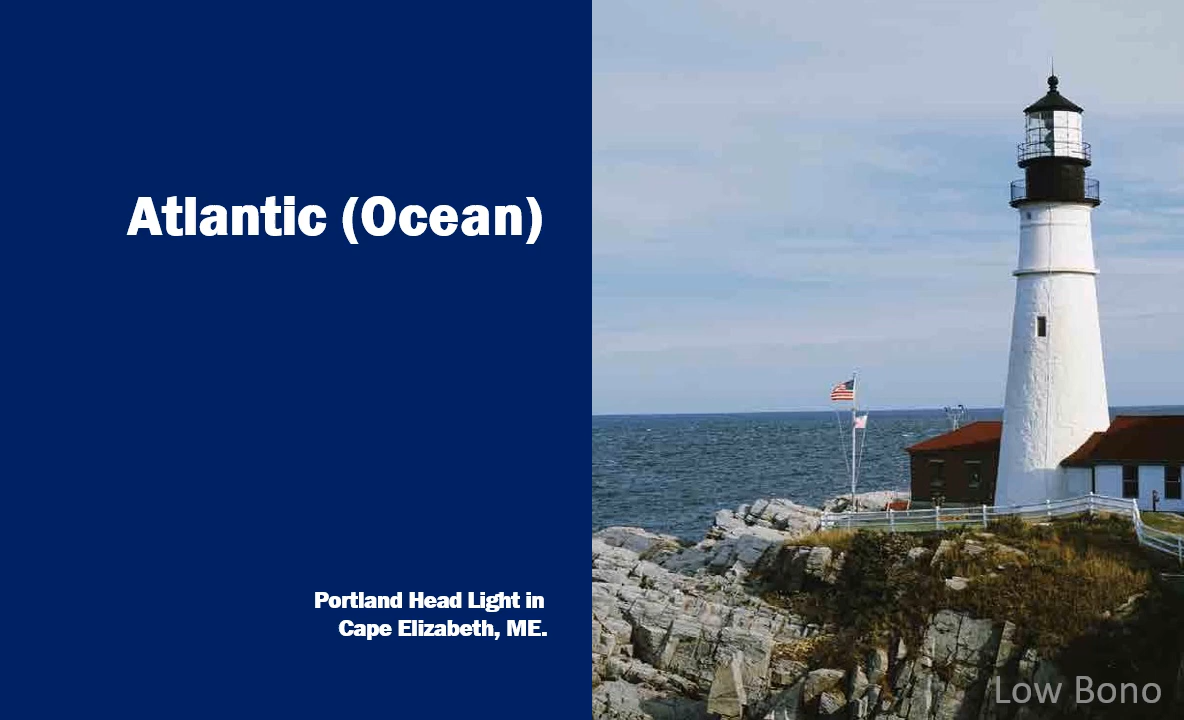 Atlantic (Ocean)
Portland Head Light in
Cape Elizabeth, ME.
Low Bono